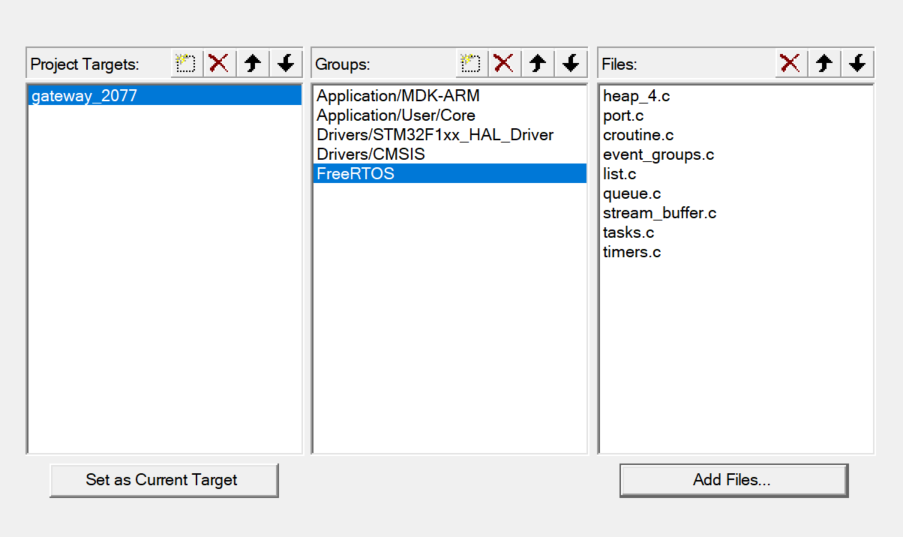 Project Targets:
gateway_2077
Set as Current Target
Groups:
Application/MDK-ARM
Application/User/Core
Drivers/STM32F1xx_HAL_Driver
Drivers/CMSIS
FreeRTOS
Files:
heap_4.c
port.c
croutine.c
event_groups.c
list.c
queue.c
stream_buffer.c
tasks.c
timers.c
Add Files...